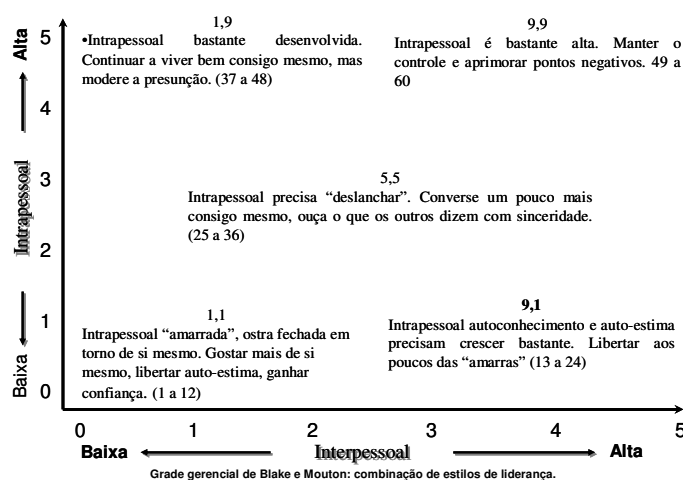 5
4
3
2
1
0
Alta
Intrapessoal
Baixa
1,9
•Intrapessoal bastante desenvolvida.
Continuar a viver bem consigo mesmo, mas
modere a presunção. (37 a 48)
9,9
Intrapessoal é bastante alta. Manter o
controle e aprimorar pontos negativos. 49 a
60
5,5
Intrapessoal precisa “deslanchar”. Converse um pouco mais
consigo mesmo, ouça o que os outros dizem com sinceridade.
(25 a 36)
1,1
Intrapessoal “amarrada”, ostra fechada em
torno de si mesmo. Gostar mais de si
mesmo, libertar auto-estima, ganhar
confiança. (1 a 12)
9,1
Intrapessoal autoconhecimento e auto-estima
precisam crescer bastante. Libertar aos
poucos das “amarras” (13 a 24)
0 1 2 3 4 5
Baixa Interpessoal Alta
Grade gerencial de Blake e Mouton: combinação de estilos de liderança.